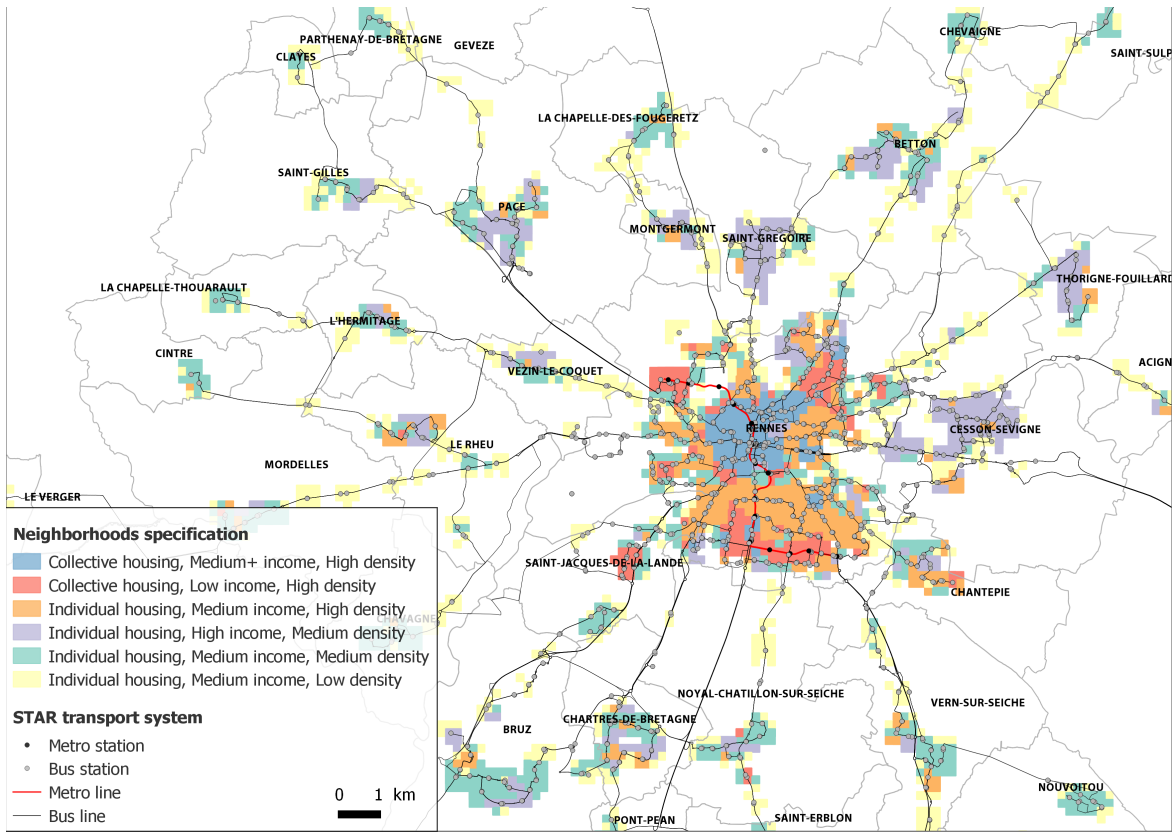 PARTHENAY-DE-BRETAGNE
GEVEZE
CLAYES
CHEVAIGNE
SAINT-SULP
LA CHAPELLE-DES-FOUGERETZ
BETTON
SAINT-GILLES
PACE
MONTGERMONT
SAINT-GREGOIRE
THORIGNE-FOUILLARD
LA CHAPELLE-THOUARAULT
L'HERMITAGE
CINTRE
VEZIN-LE-COQUET
ACIGN
RENNES
CESSON-SEVIGNE
LE RHEU
MORDELLES
LE VERGER
SAINT-JACQUES-DE-LA-LANDE
CHANTEPIE
CHAVAGNE
NOYAL-CHATILLON-SUR-SEICHE
VERN-SUR-SEICHE
CHARTRES-DE-BRETAGNE
BRUZ
NOUVOITOU
PONT-PEAN
SAINT-ERBLON
Neighborhoods specification
Collective housing, Medium+ income, High density
Collective housing, Low income, High density
Individual housing, Medium income, High density
Individual housing, High income, Medium density
Individual housing, Medium income, Medium density
Individual housing, Medium income, Low density
STAR transport system
Metro station
Bus station
Metro line
Bus line
0 1 km